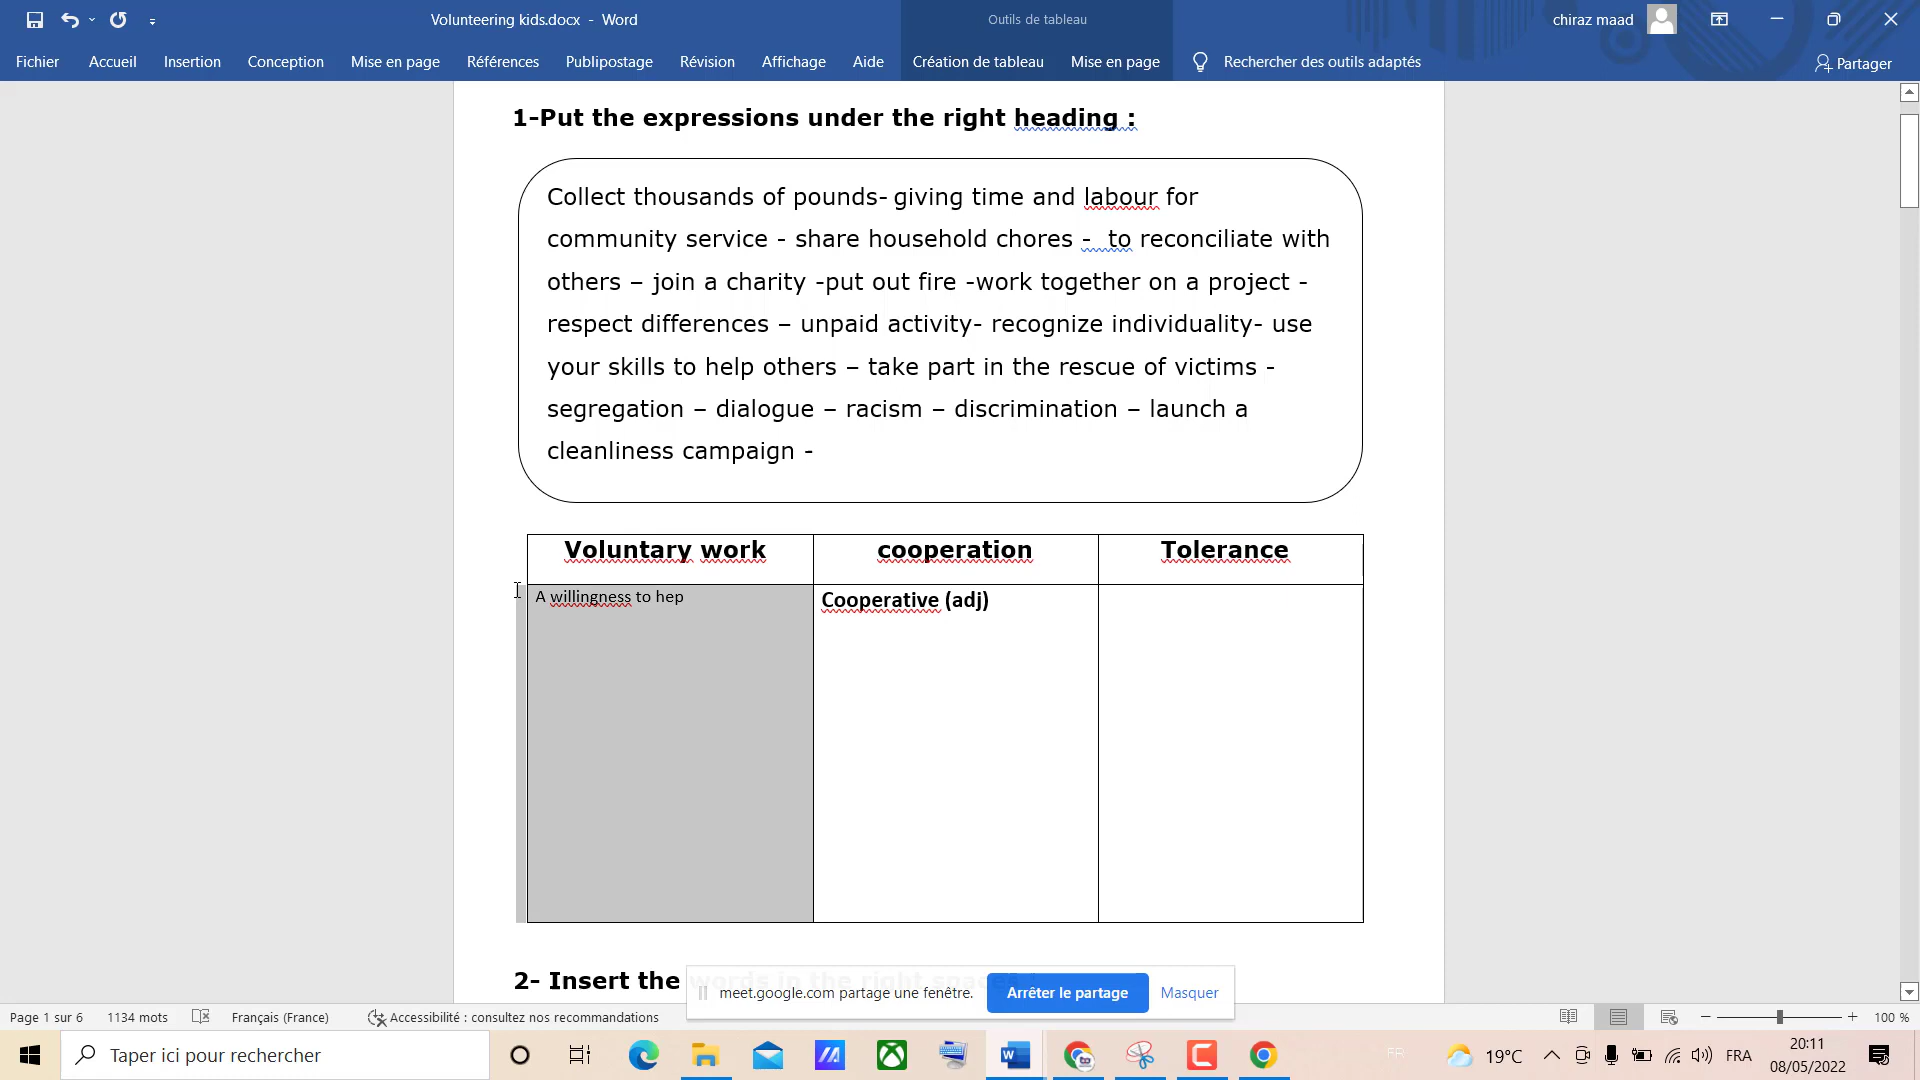 Volunteering kids.docx - Word
Outils de tableau
chiraz maad
Fichier Accueil Insertion Conception Mise en page Références Publipostage Révision Affichage Aide Création de tableau Mise en page Rechercher des outils adaptés Partager
1-Put the expressions under the right heading :
Collect thousands of pounds- giving time and labour for
community service - share household chores - to reconciliate with
others – join a charity -put out fire -work together on a project -
respect differences – unpaid activity- recognize individuality- use
your skills to help others – take part in the rescue of victims -
segregation – dialogue – racism – discrimination – launch a
cleanliness campaign -
Voluntary work cooperation Tolerance
A willingness to hep Cooperative (adj)
2- Insert the words in the right spaces
meet.google.com partage une fenêtre. Arrêter le partage Masquer
Page 1 sur 6 1134 mots Français (France) Accessibilité : consultez nos recommandations 100 %
Taper ici pour rechercher
FR 19°C FRA
20:11
08/05/2022